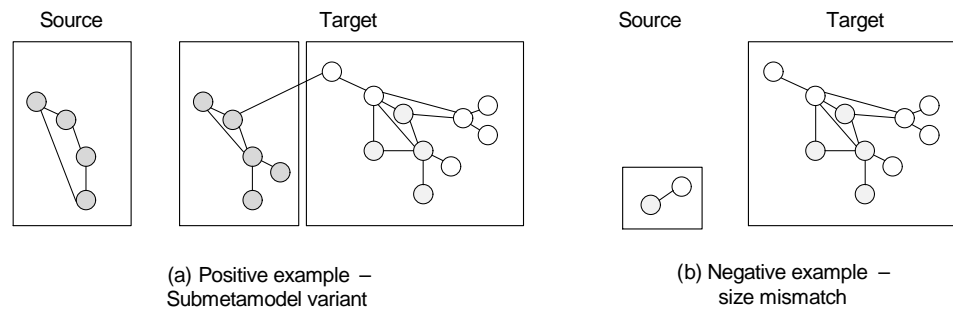 Source
Target
Source
Target
(a) Positive example –
Submetamodel variant
(b) Negative example –
size mismatch